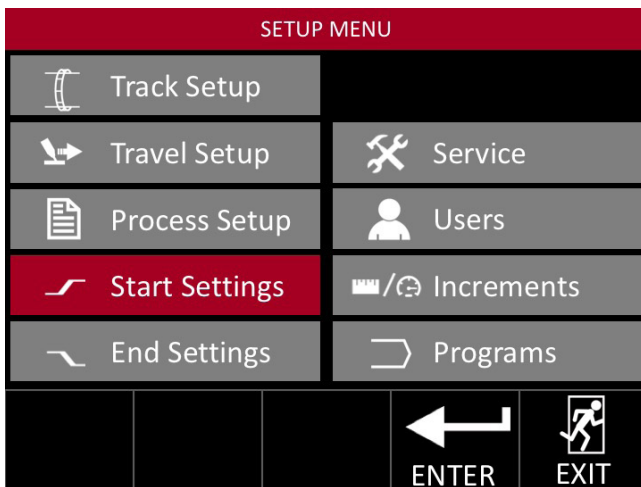 SETUP MENU
Track Setup
Travel Setup
Service
Process Setup
Users
Start Settings
Increments
End Settings
Programs
ENTER
EXIT